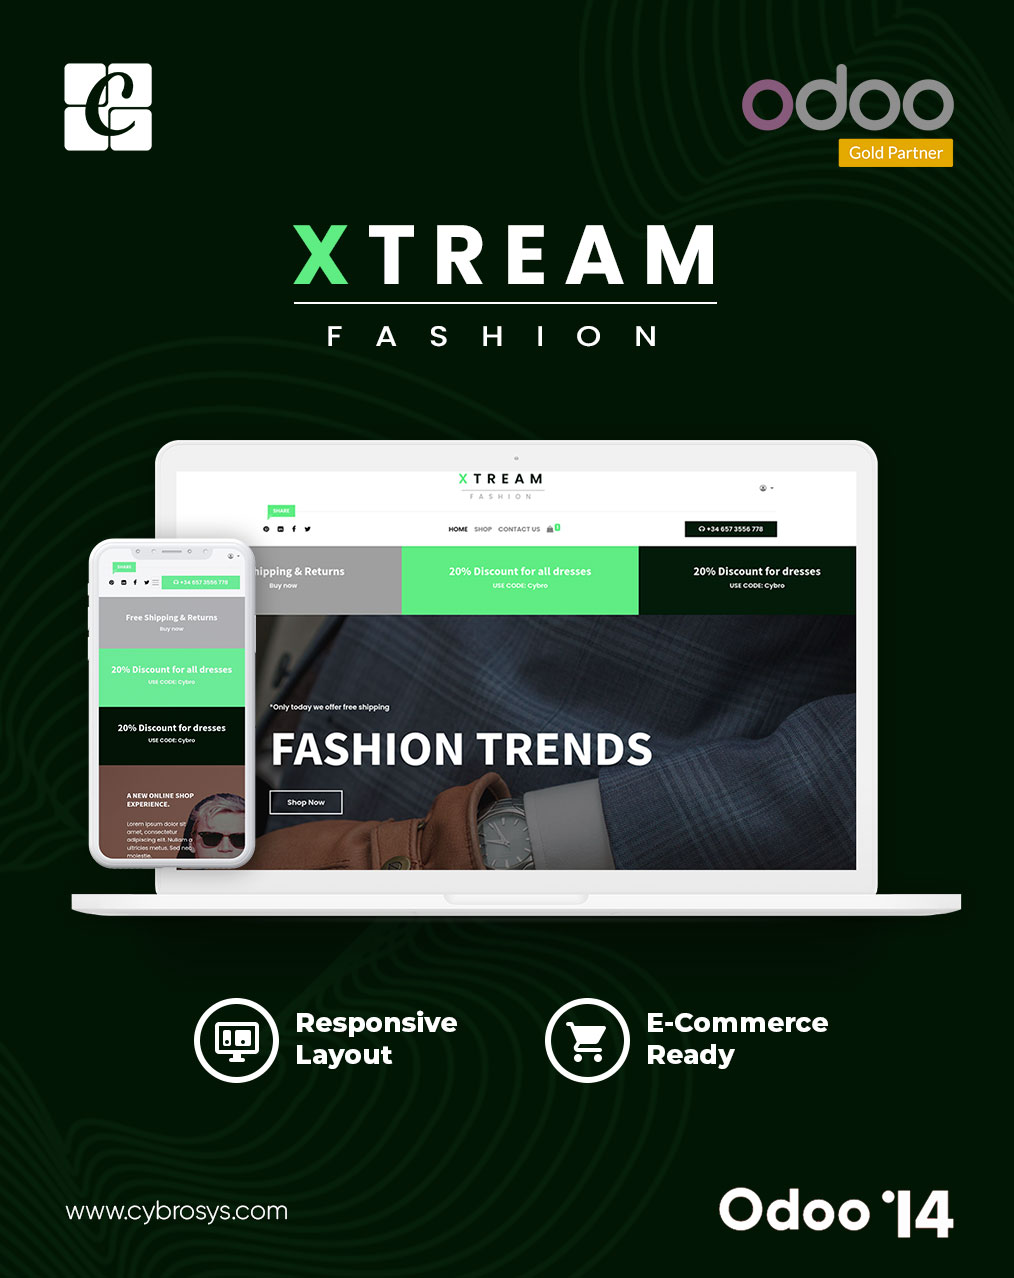 C
odoo
Gold Partner
XTREAM
FASHION
XTREAM
FASHION
SHARE
HOME SHOP CONTACT US
+34 657 3556 778
hipping & Returns
Buy now
20% Discount for all dresses
USE CODE: Cybro
20% Discount for dresses
USE CODE: Cybro
*Only today we offer free shipping
FASHION TRENDS
Shop Now
SHARE
+34 657 3556 778
Free Shipping & Returns
Buy now
20% Discount for all dresses
USE CODE: Cybro
20% Discount for dresses
USE CODE: Cybro
A NEW ONLINE SHOP
EXPERIENCE.
Lorem ipsum dolor sit
amet, consectetur
adipiscing elit. Nullam a
ultricies metus. Sed nec
molestie.
Responsive
Layout
E-Commerce
Ready
www.cybrosys.com
Odoo '14